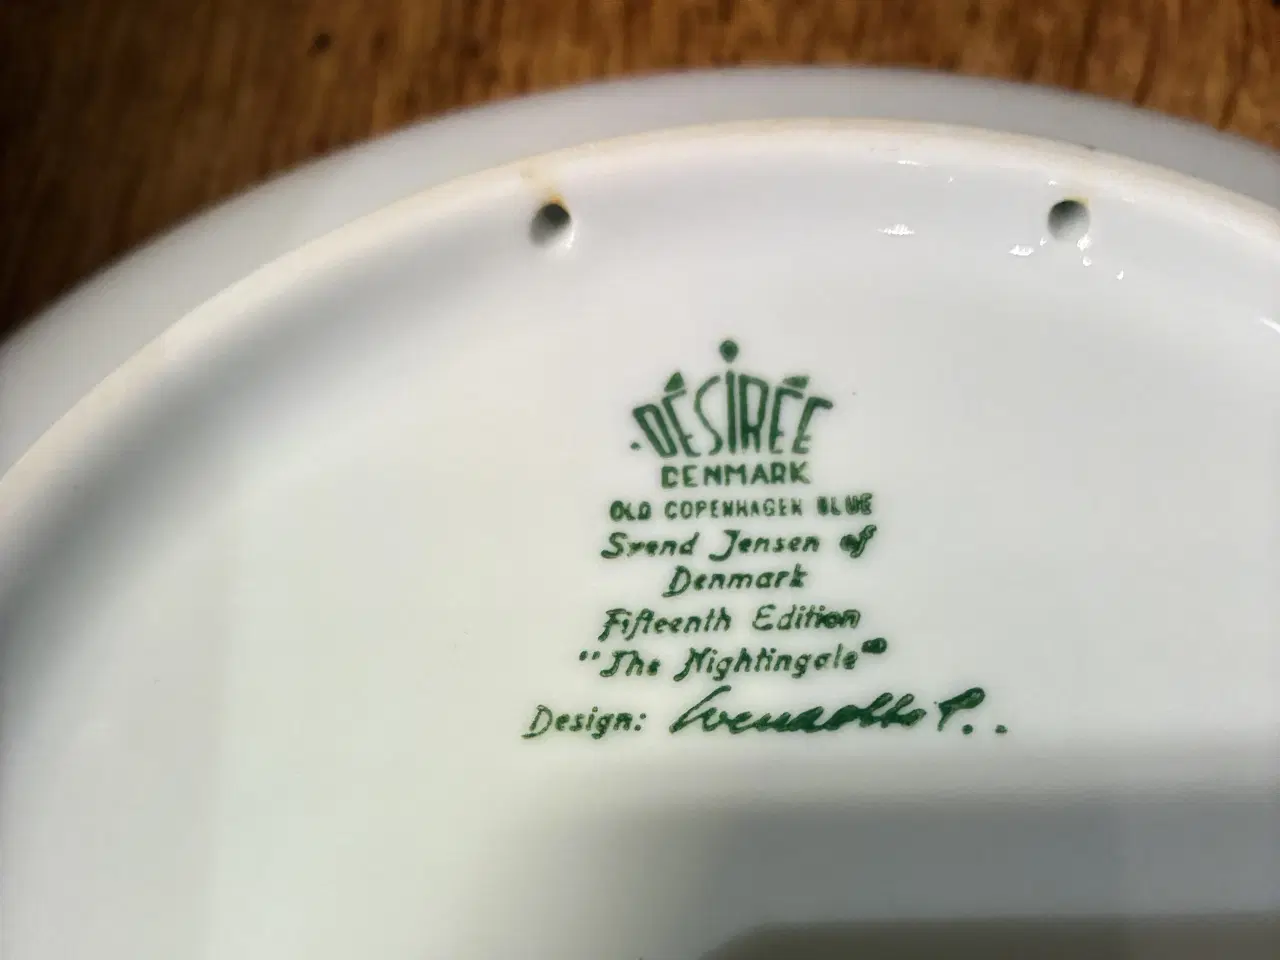 DÉSIRÉE
DENMARK
OLD COPENHAGEN BLUE
Svend Jensen of
Denmark
Fifteenth Edition
"The Nightingale"
Design: